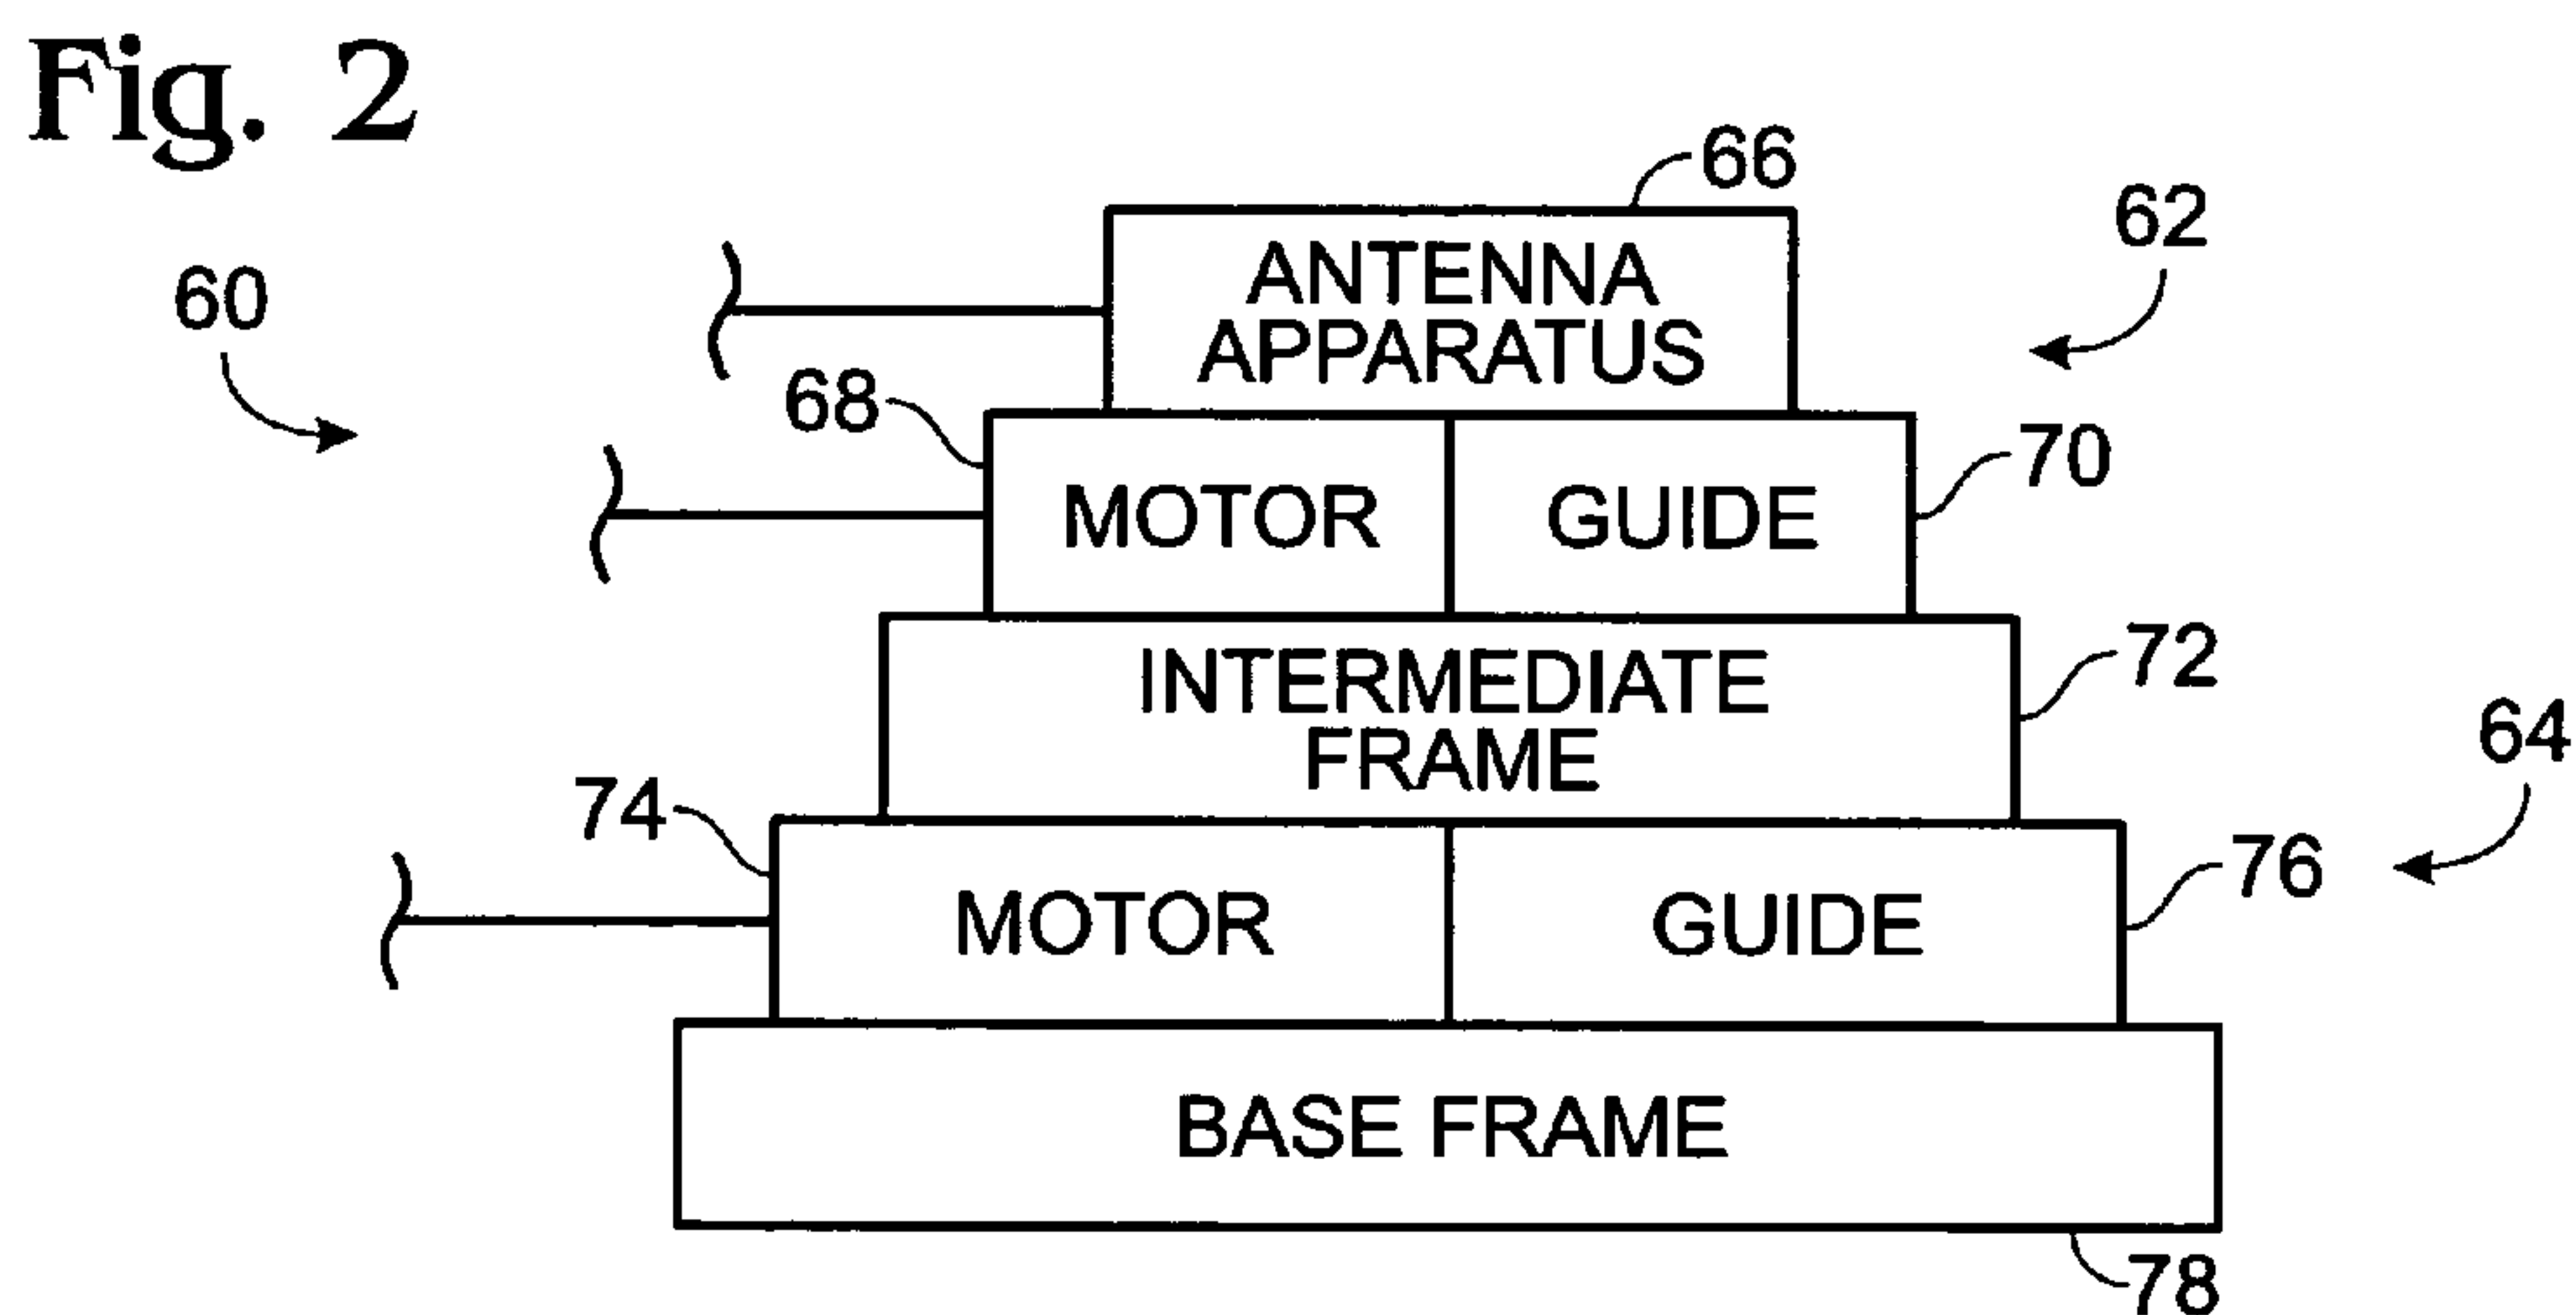 Fig. 2
66
62
60
ANTENNA
APPARATUS
68
70
MOTOR GUIDE
72
INTERMEDIATE
FRAME
64
74
76
MOTOR GUIDE
BASE FRAME
78